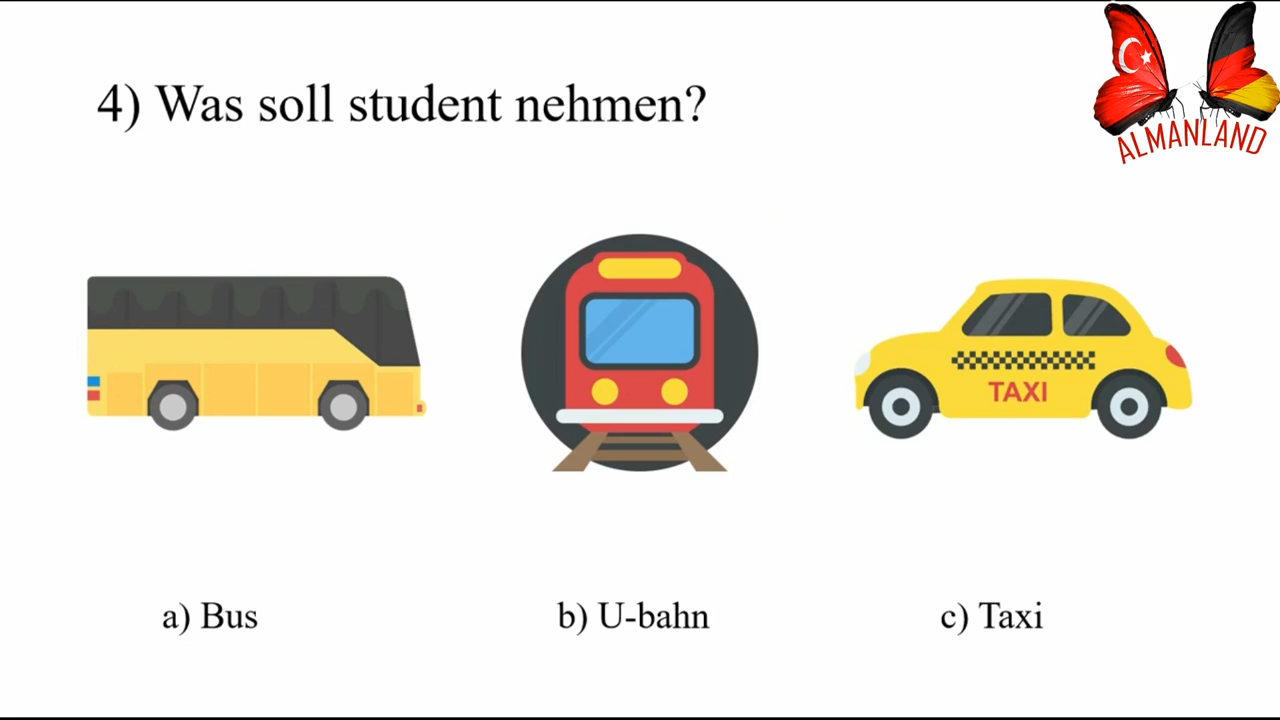 4) Was soll student nehmen?
ALMANLAND
TAXI
a) Bus
b) U-bahn
c) Taxi